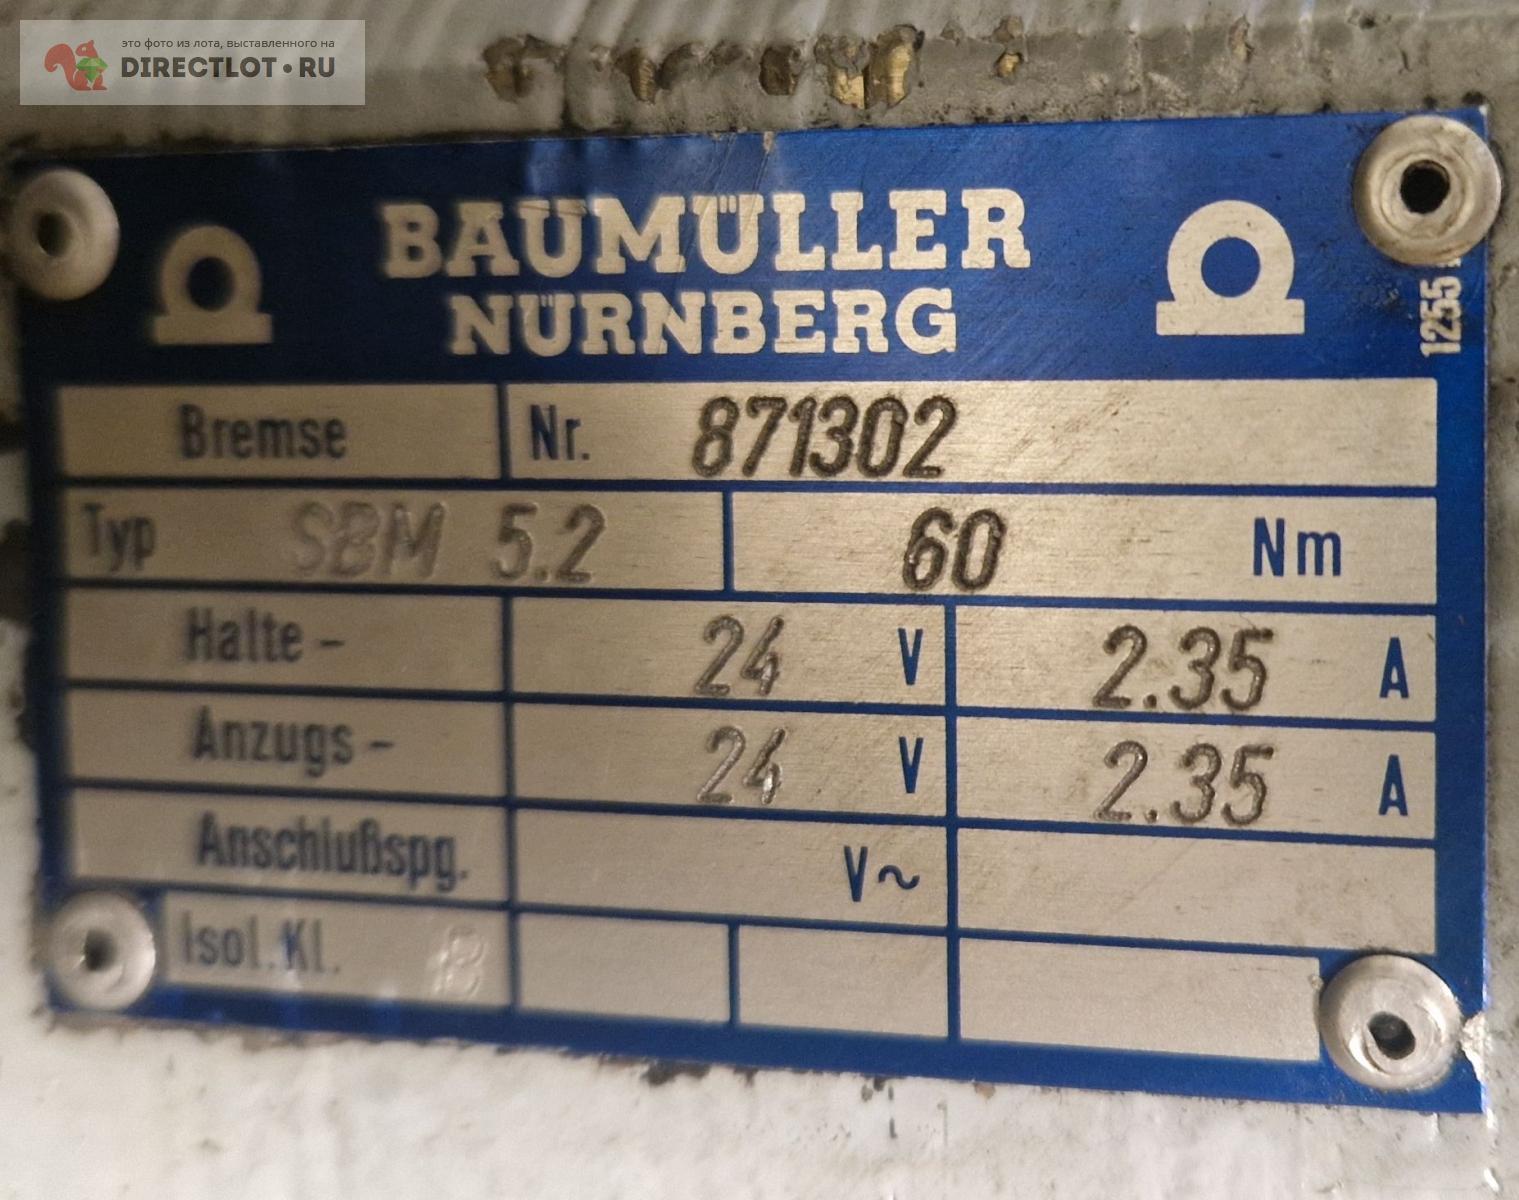 это фото из лота, выставленного на
DIRECTLOT•RU
BAUMÜLLER
NÜRNBERG
1255
Bremse Nr. 871302
Typ SBM 5.2 60 Nm
Halte- 24 V 2.35 A
Anzugs- 24 V 2.35 A
Anschlußspg. V~
Isol.Kl. B